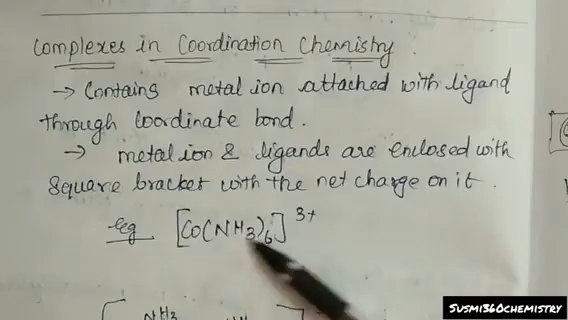 Complexes in Coordination Chemistry
→ Contains metal ion attached with ligand
through Coordinate bond.
→ metal ion & ligands are enclosed with
Square bracket with the net charge on it.
Eg [Co(NH3)6]3+
NH3
SUSMI360CHEMISTRY